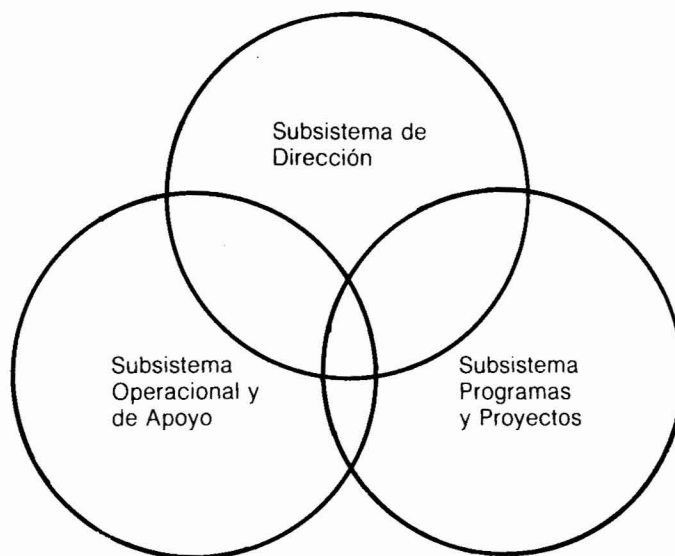 Subsistema de
Dirección
Subsistema
Operacional y
de Apoyo
Subsistema
Programas
y Proyectos